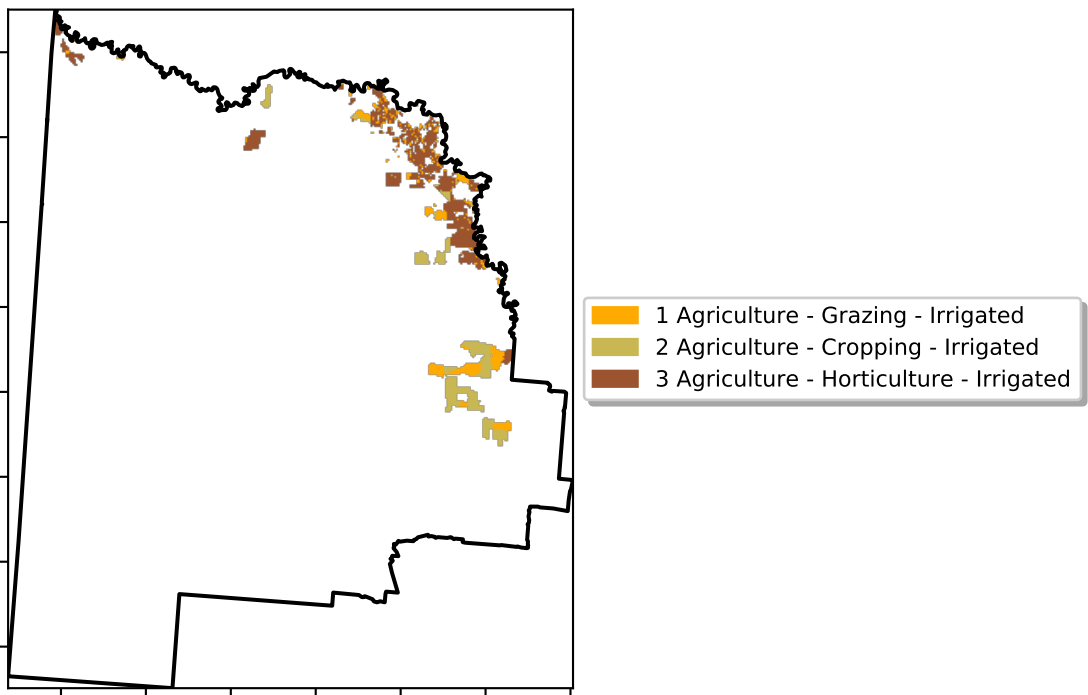 1 Agriculture - Grazing - Irrigated
2 Agriculture - Cropping - Irrigated
3 Agriculture - Horticulture - Irrigated